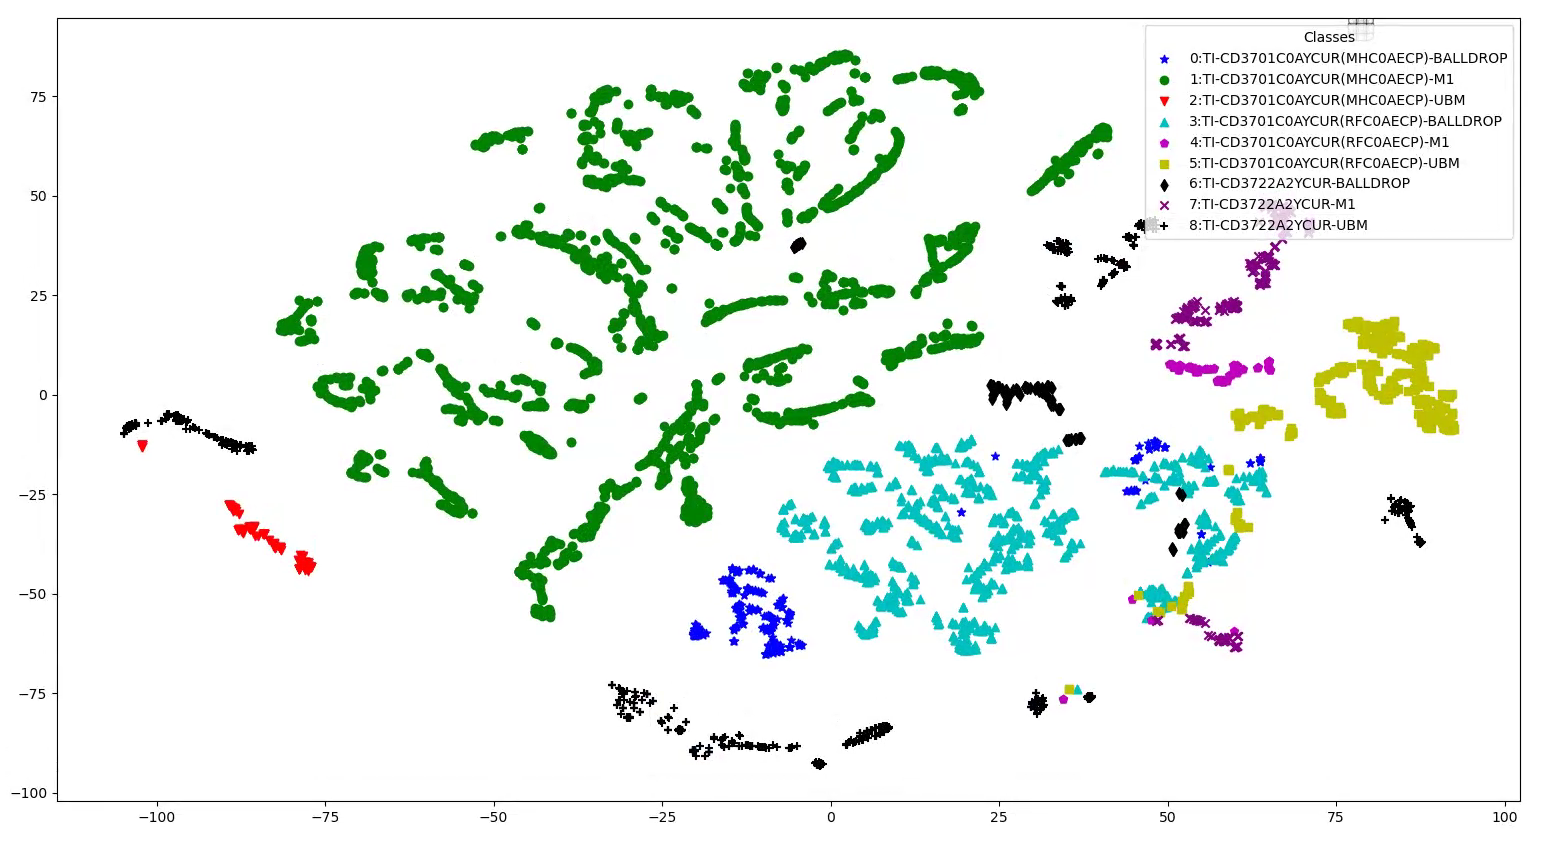 Classes
0:TI-CD3701C0AYCUR(MHC0AECP)-BALLDROP
1:TI-CD3701C0AYCUR(MHC0AECP)-M1
2:TI-CD3701C0AYCUR(MHC0AECP)-UBM
3:TI-CD3701C0AYCUR(RFC0AECP)-BALLDROP
4:TI-CD3701C0AYCUR(RFC0AECP)-M1
5:TI-CD3701C0AYCUR(RFC0AECP)-UBM
6:TI-CD3722A2YCUR-BALLDROP
7:TI-CD3722A2YCUR-M1
8:TI-CD3722A2YCUR-UBM
75
50
25
0
−25
−50
−75
−100
−100 −75 −50 −25 0 25 50 75 100